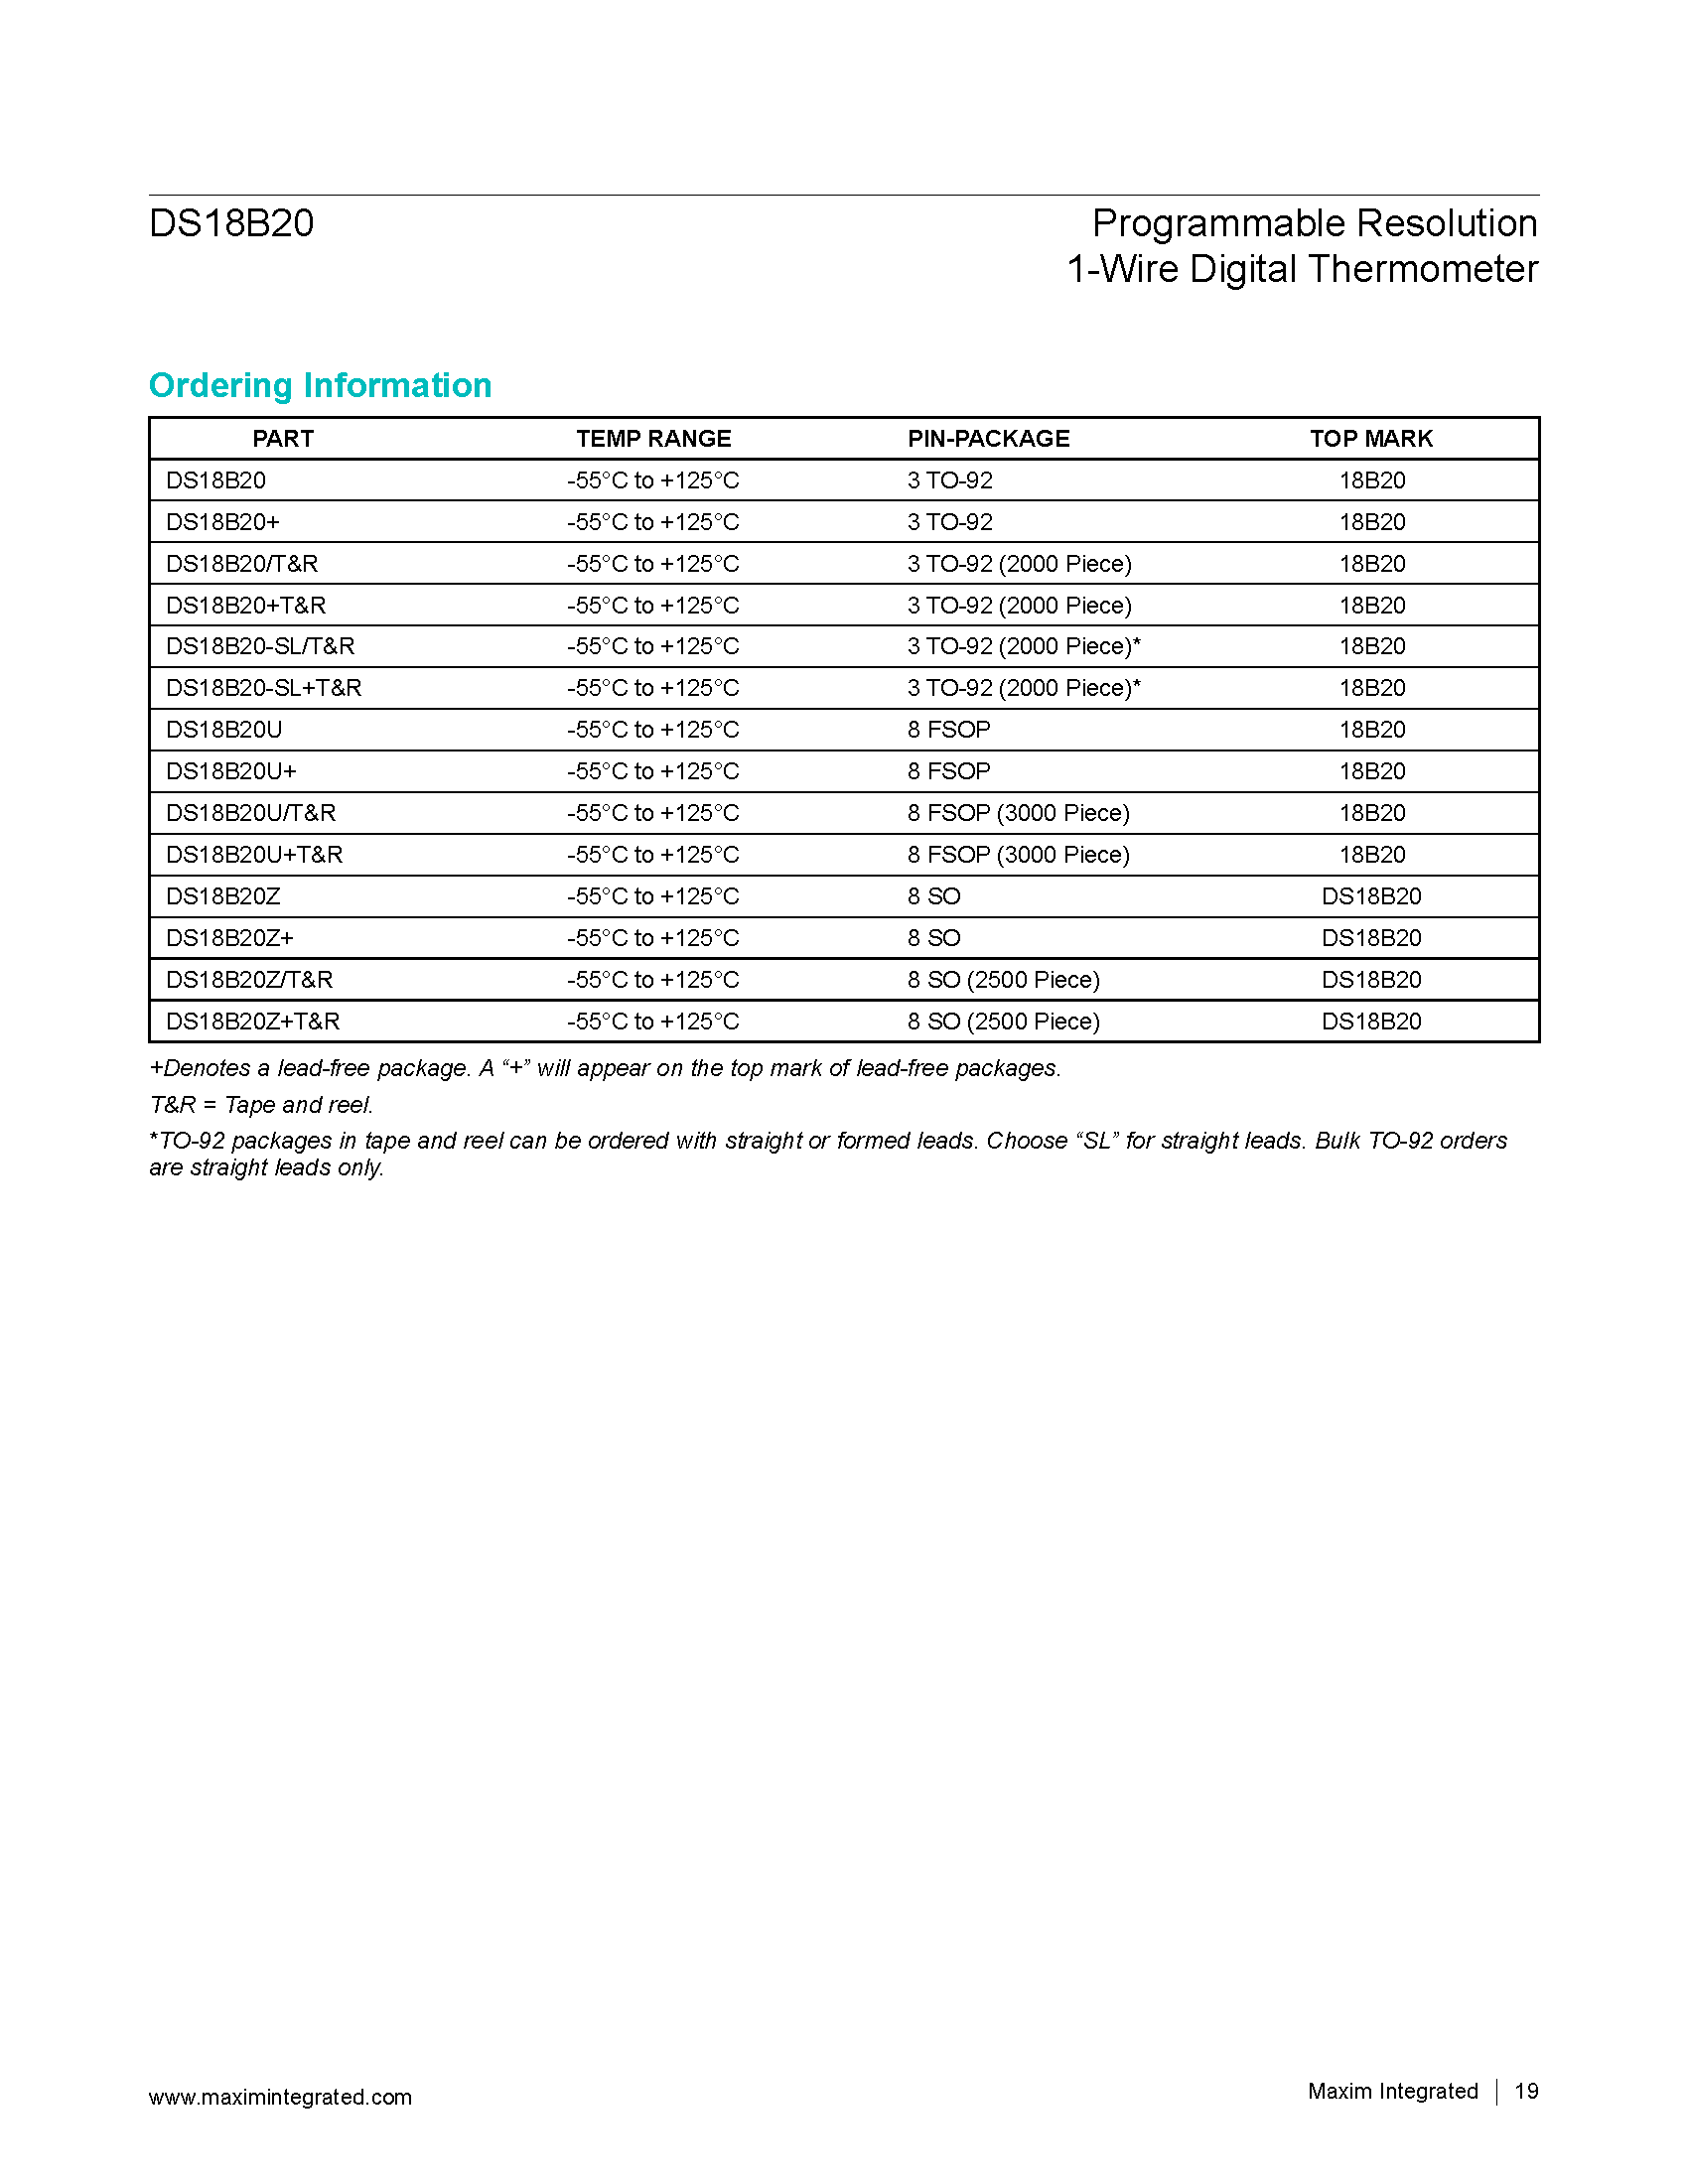 DS18B20
Programmable Resolution
1-Wire Digital Thermometer
Ordering Information
PART TEMP RANGE PIN-PACKAGE TOP MARK
DS18B20 -55°C to +125°C 3 TO-92 18B20
DS18B20+ -55°C to +125°C 3 TO-92 18B20
DS18B20/T&R -55°C to +125°C 3 TO-92 (2000 Piece) 18B20
DS18B20+T&R -55°C to +125°C 3 TO-92 (2000 Piece) 18B20
DS18B20-SL/T&R -55°C to +125°C 3 TO-92 (2000 Piece)* 18B20
DS18B20-SL+T&R -55°C to +125°C 3 TO-92 (2000 Piece)* 18B20
DS18B20U -55°C to +125°C 8 FSOP 18B20
DS18B20U+ -55°C to +125°C 8 FSOP 18B20
DS18B20U/T&R -55°C to +125°C 8 FSOP (3000 Piece) 18B20
DS18B20U+T&R -55°C to +125°C 8 FSOP (3000 Piece) 18B20
DS18B20Z -55°C to +125°C 8 SO DS18B20
DS18B20Z+ -55°C to +125°C 8 SO DS18B20
DS18B20Z/T&R -55°C to +125°C 8 SO (2500 Piece) DS18B20
DS18B20Z+T&R -55°C to +125°C 8 SO (2500 Piece) DS18B20
+Denotes a lead-free package. A “+” will appear on the top mark of lead-free packages.
T&R = Tape and reel.
*TO-92 packages in tape and reel can be ordered with straight or formed leads. Choose “SL” for straight leads. Bulk TO-92 orders
are straight leads only.
www.maximintegrated.com
Maxim Integrated | 19